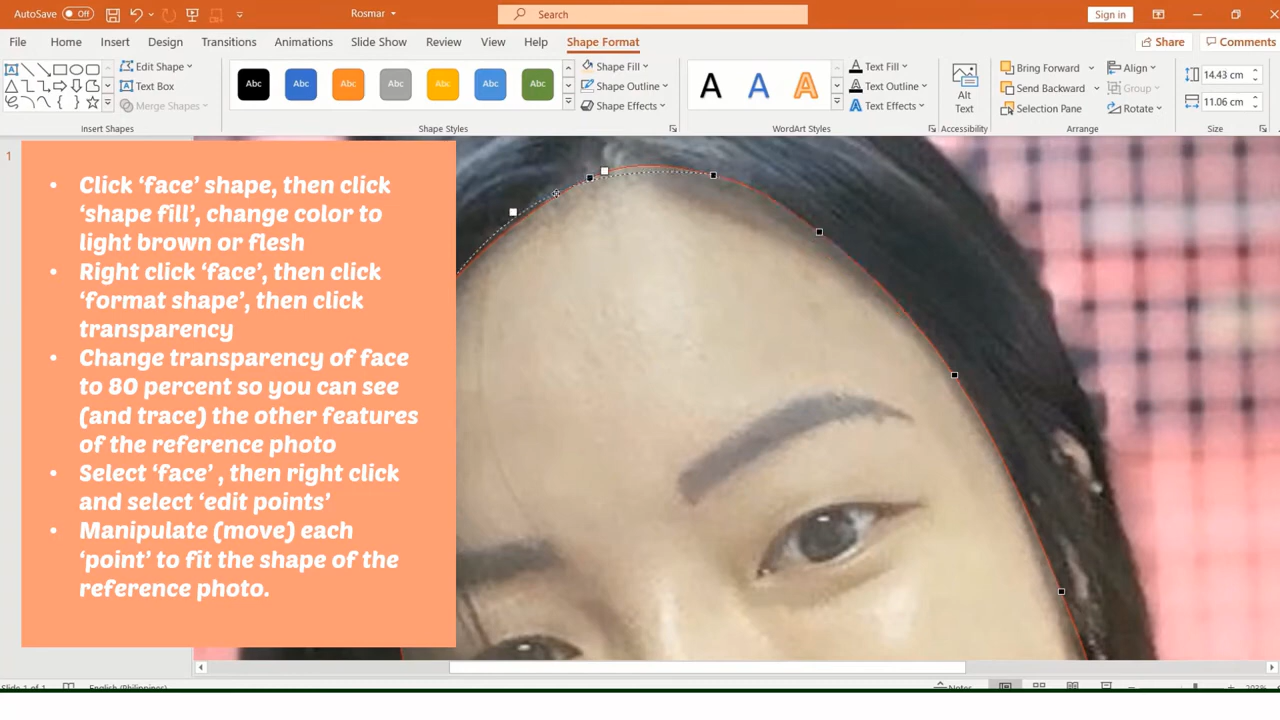 AutoSave Off
Rosmar
Search
Sign in
File Home Insert Design Transitions Animations Slide Show Review View Help Shape Format
Share Comments
Edit Shape
Text Box
Merge Shapes
Insert Shapes
Abc Abc Abc Abc Abc Abc Abc
Shape Fill
Shape Outline
Shape Effects
Shape Styles
A A A
Text Fill
Text Outline
Text Effects
WordArt Styles
Alt
Text
Accessibility
Bring Forward
Send Backward
Selection Pane
Align
Group
Rotate
Arrange
14.43 cm
11.06 cm
Size
1
• Click ‘face’ shape, then click
‘shape fill’, change color to
light brown or flesh
• Right click ‘face’, then click
‘format shape’, then click
transparency
• Change transparency of face
to 80 percent so you can see
(and trace) the other features
of the reference photo
• Select ‘face’ , then right click
and select ‘edit points’
• Manipulate (move) each
‘point’ to fit the shape of the
reference photo.
Slide 1 of 1
English (Philippines)
Notes